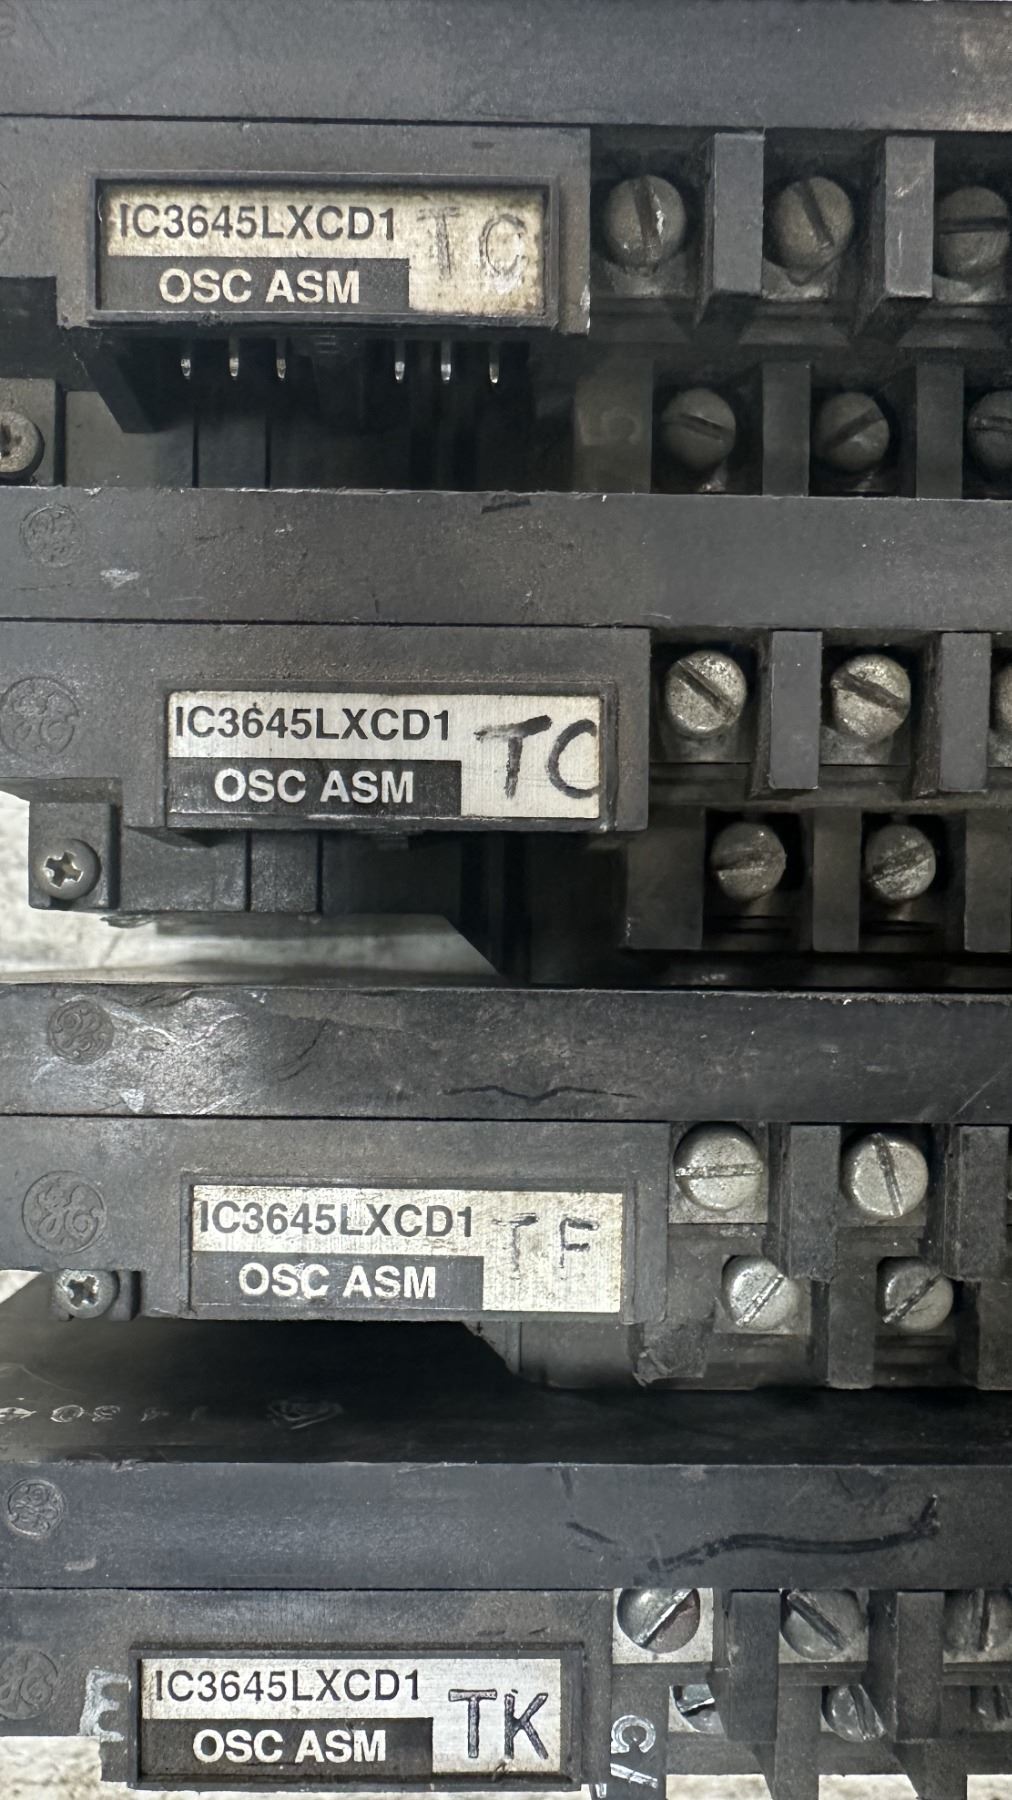 IC3645LXCD1 TC
OSC ASM
IC3645LXCD1 TC
OSC ASM
IC3645LXCD1 TF
OSC ASM
IC3645LXCD1 TK
OSC ASM